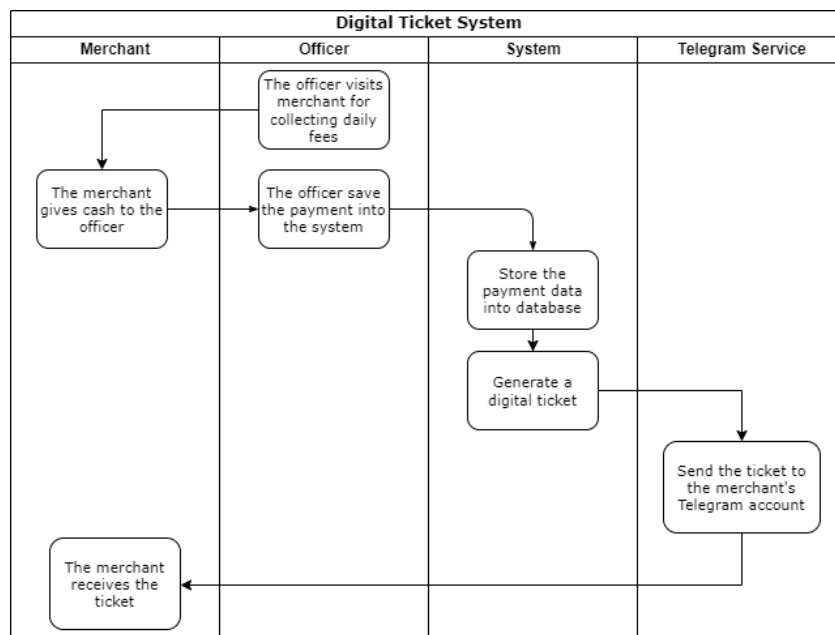 Digital Ticket System
Merchant
Officer
System
Telegram Service
The officer visits
merchant for
collecting daily
fees
The merchant
gives cash to the
officer
The officer save
the payment into
the system
Store the
payment data
into database
Generate a
digital ticket
Send the ticket to
the merchant's
Telegram account
The merchant
receives the
ticket